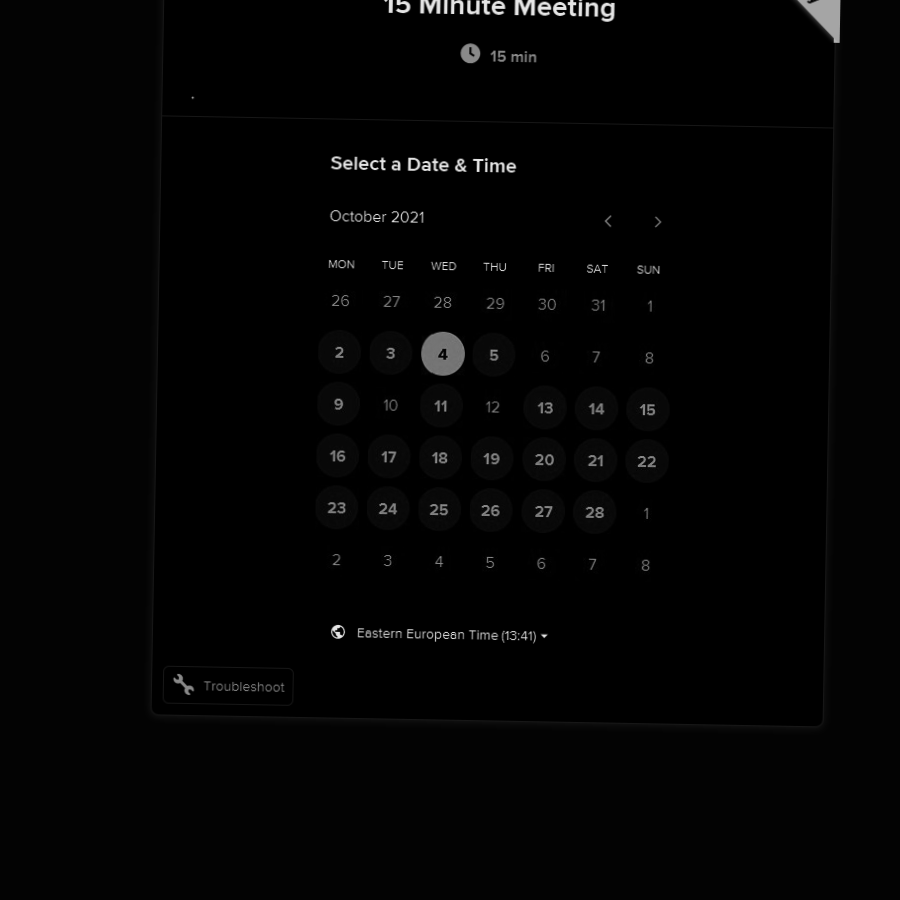 15 Minute Meeting
15 min
Select a Date & Time
October 2021
MON TUE WED THU FRI SAT SUN
26 27 28 29 30 31 1
2 3 4 5 6 7 8
9 10 11 12 13 14 15
16 17 18 19 20 21 22
23 24 25 26 27 28 1
2 3 4 5 6 7 8
Eastern European Time (13:41)
Troubleshoot